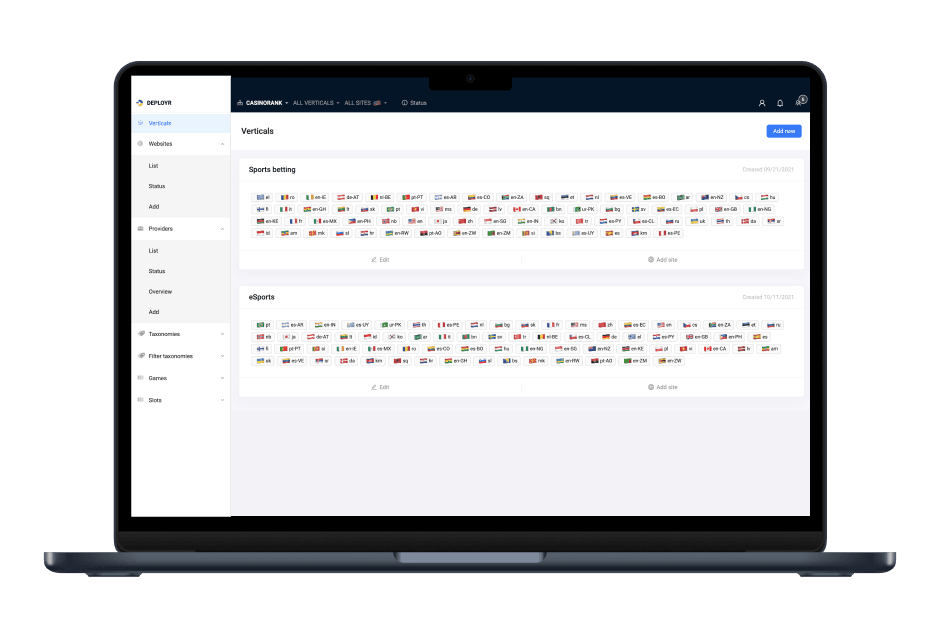 DEPLOYR
CASINORANK ALL VERTICALS ALL SITES Status
6
Verticals
Websites
List
Status
Add
Providers
List
Status
Overview
Add
Taxonomies
Filter taxonomies
Games
Slots
Verticals
Add new
Sports betting
Created 09/21/2021
el ro en-IE de-AT nl-BE pt-PT es-AR es-CO en-ZA sq et nl es-VE es-BO ar en-NZ cs hu
fi it en-GH lt sk pt vi ms de lv en-CA bn ur-PK bg sv es-EC pl en-GB en-NG
en-KE fr es-MX en-PH nb en ja zh en-SG en-IN ko tr es-PY es-CL ru uk th da sr
id am mk sl hr en-RW pt-AO en-ZW en-ZM si bs es-UY es km es-PE
Edit
Add site
eSports
Created 10/11/2021
pt es-AR en-IN es-UY ur-PK th es-PE nl bg sk fr ms zh es-EC en cs en-ZA et ru
nb ja de-AT lt id ko ar it bn sv tr nl-BE es-CL de el es-PY en-GB en-PH es
fi pt-PT si en-IE es-MX ro es-CO es-BO hu en-NG en-SG en-NZ en-KE pl vi en-CA lv am
uk es-VE sr da km sq hr en-GH sl bs mk en-RW pt-AO en-ZM en-ZW
Edit
Add site